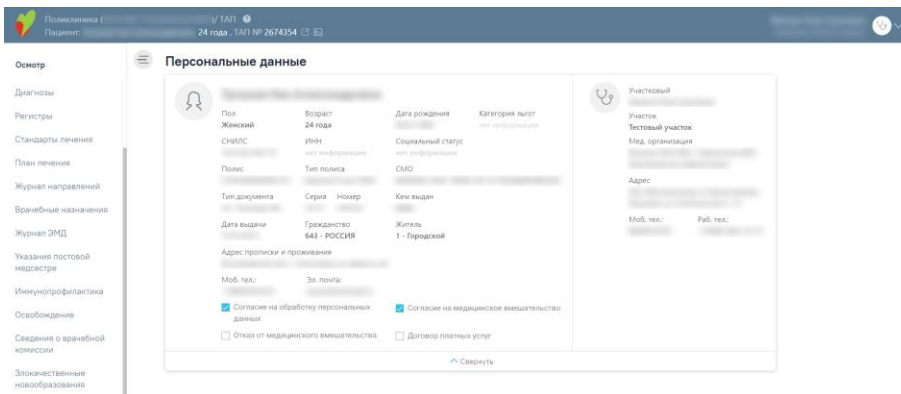 Поликлиника (
)/ ТАП
Пациент: 24 года , ТАП № 2674354
Осмотр
Диагнозы
Регистры
Стандарты лечения
План лечения
Журнал направлений
Врачебные назначения
Журнал ЭМД
Указания постовой
медсестре
Иммунопрофилактика
Освобождение
Сведения о врачебной
комиссии
Злокачественные
новообразования
Персональные данные
Пол Возраст Дата рождения Категория льгот
Женский 24 года нет информации
СНИЛС ИНН Социальный статус
нет информации нет информации
Полис Тип полиса СМО
Тип документа Серия Номер Кем выдан
Дата выдачи Гражданство Житель
643 - РОССИЯ 1 - Городской
Адрес прописки и проживания
Моб. тел.: Эл. почта:
Согласие на обработку персональных
данных
Согласие на медицинское вмешательство
Отказ от медицинского вмешательства Договор платных услуг
Свернуть
Участковый
Участок
Тестовый участок
Мед. организация
Адрес
Моб. тел.: Раб. тел.: